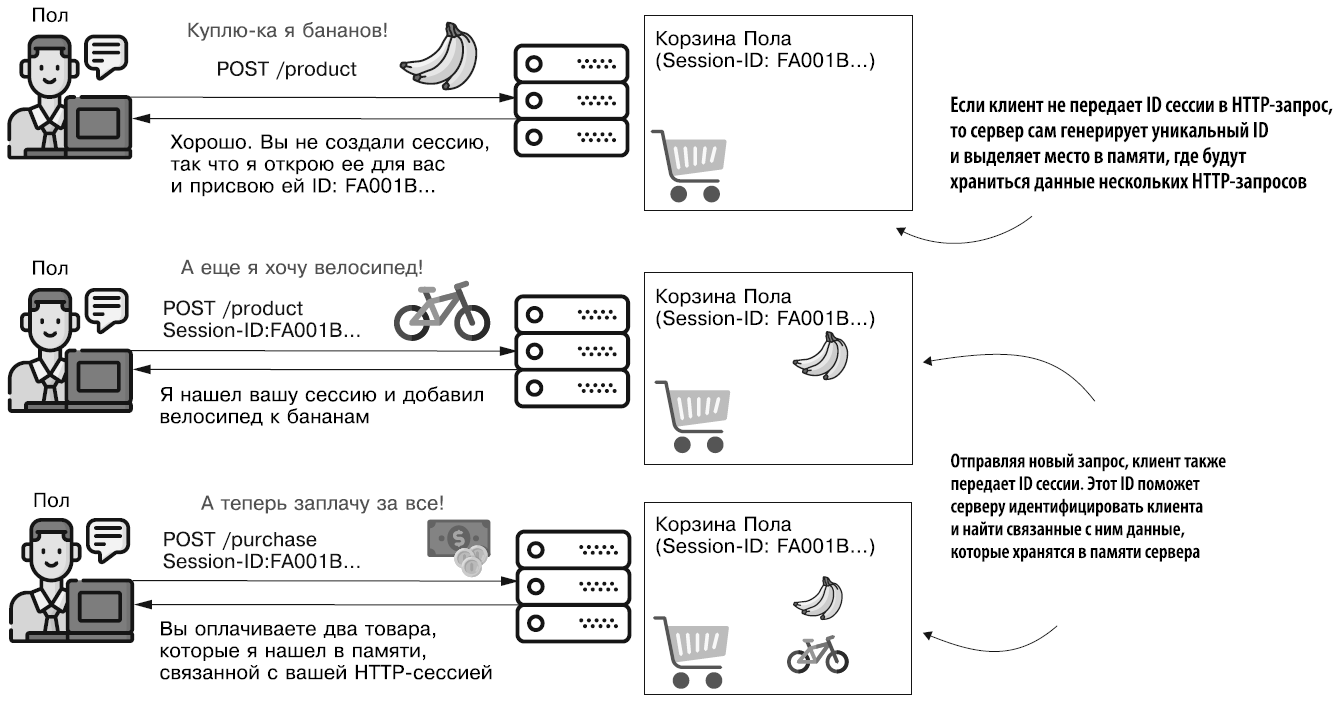 Пол
Куплю-ка я бананов!
POST /product
Хорошо. Вы не создали сессию,
так что я открою ее для вас
и присвою ей ID: FA001B...
Корзина Пола
(Session-ID: FA001B...)
Если клиент не передает ID сессии в HTTP-запрос,
то сервер сам генерирует уникальный ID
и выделяет место в памяти, где будут
храниться данные нескольких HTTP-запросов
Пол
А еще я хочу велосипед!
POST /product
Session-ID:FA001B...
Я нашел вашу сессию и добавил
велосипед к бананам
Корзина Пола
(Session-ID: FA001B...)
Отправляя новый запрос, клиент также
передает ID сессии. Этот ID поможет
серверу идентифицировать клиента
и найти связанные с ним данные,
которые хранятся в памяти сервера
Пол
А теперь заплачу за все!
POST /purchase
Session-ID:FA001B...
$
Вы оплачиваете два товара,
которые я нашел в памяти,
связанной с вашей HTTP-сессией
Корзина Пола
(Session-ID: FA001B...)